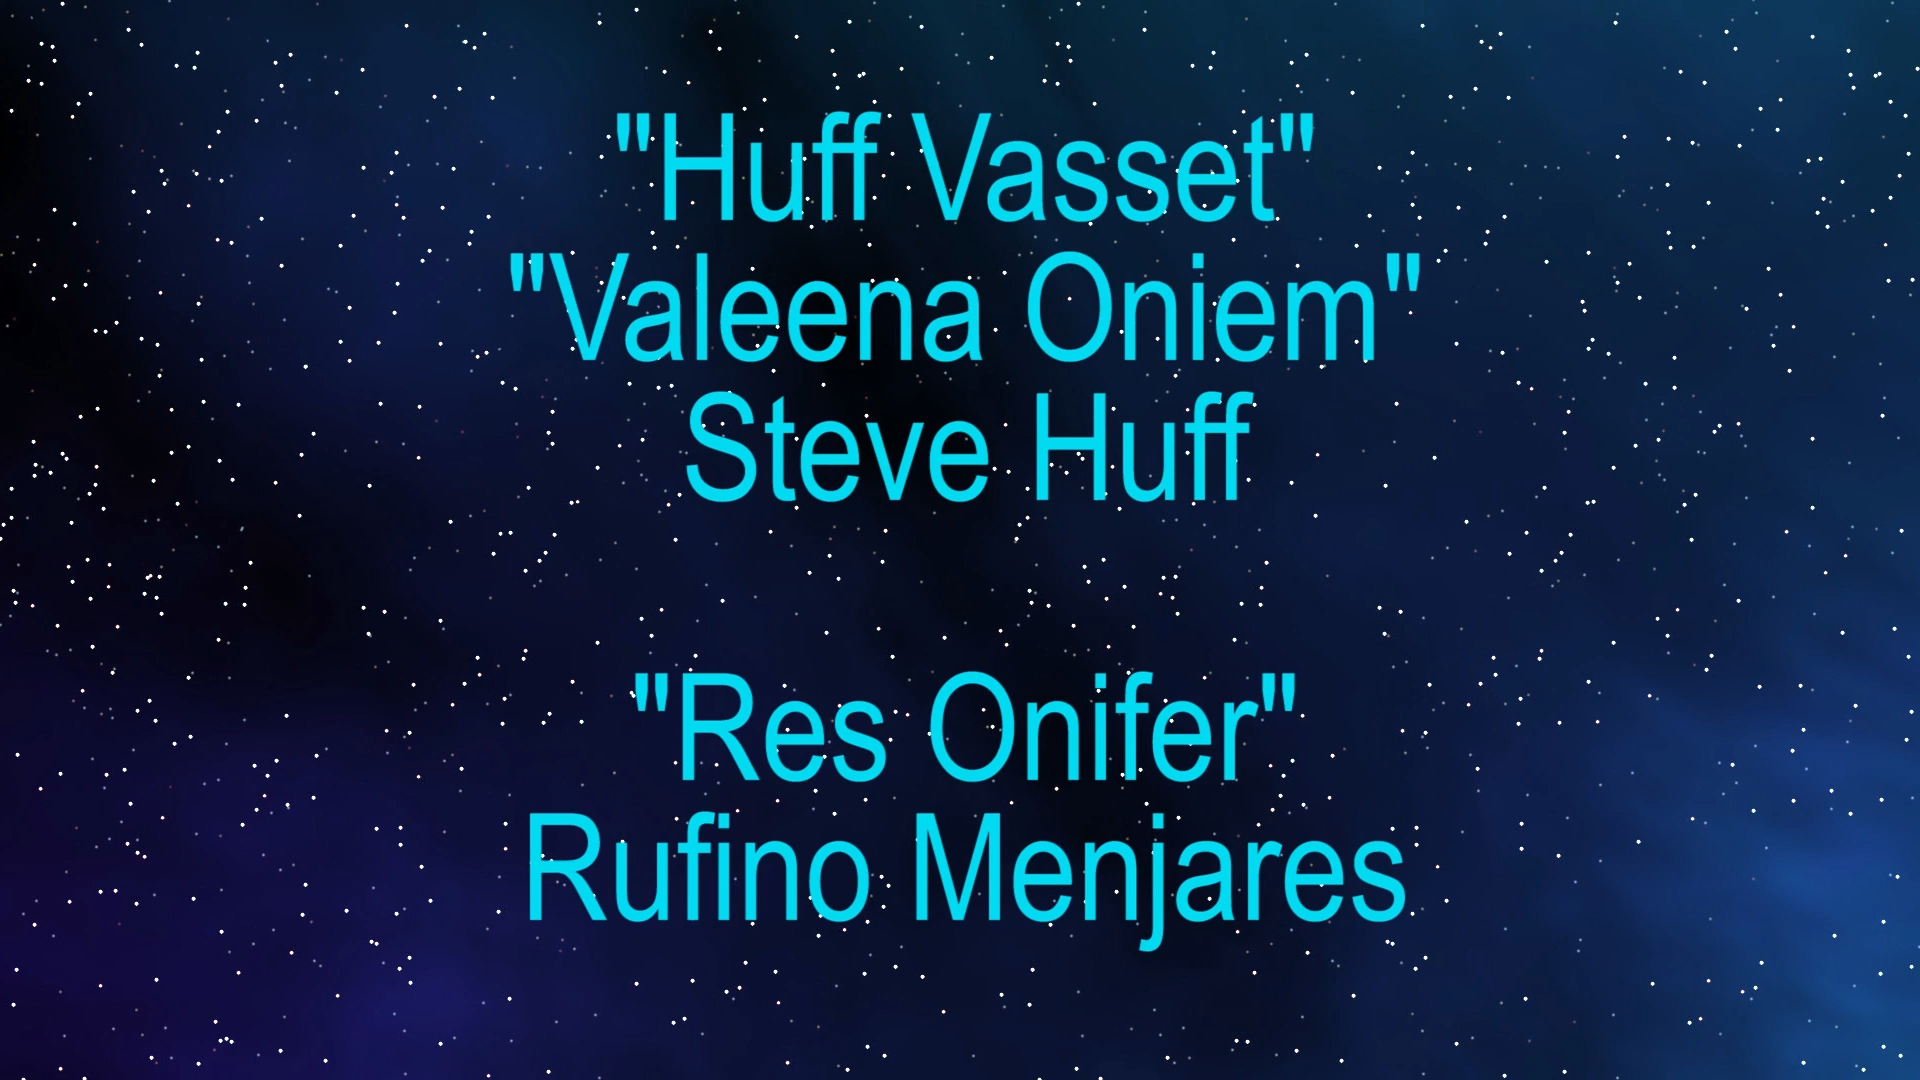 "Huff Vasset"
"Valeena Oniem"
Steve Huff
"Res Onifer"
Rufino Menjares